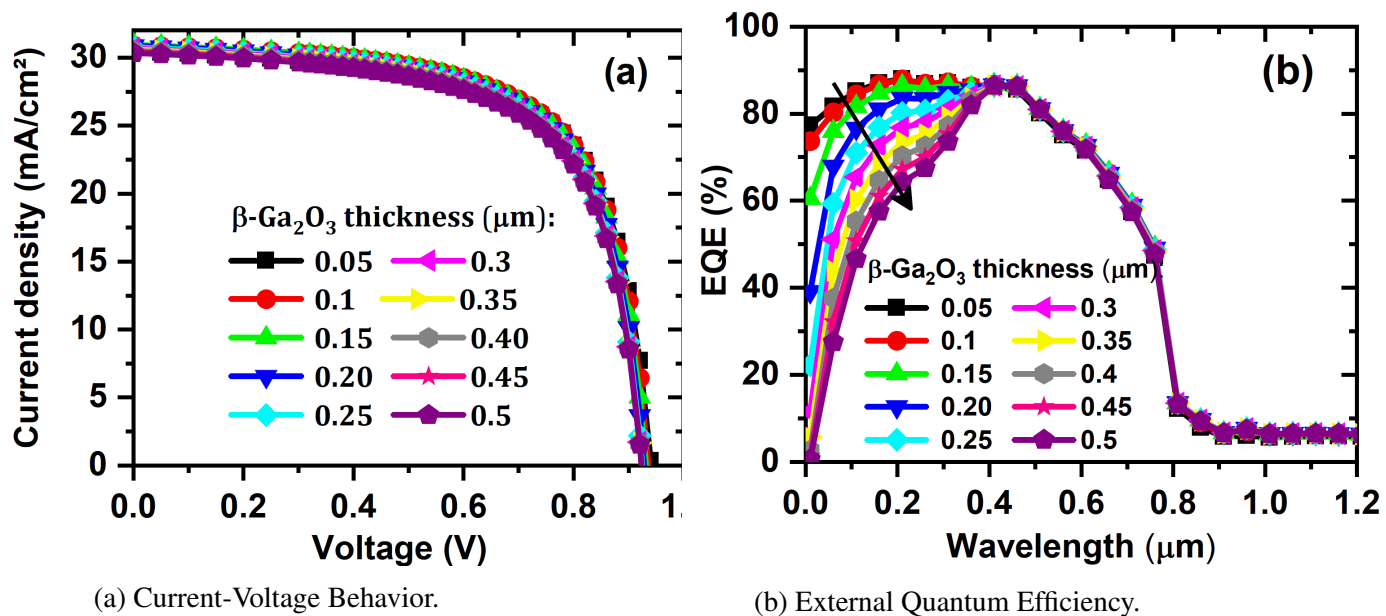 (a)
Current density (mA/cm²)
30
25
20
15
10
5
0
β-Ga₂O₃ thickness (μm):
0.05 0.3
0.1 0.35
0.15 0.40
0.20 0.45
0.25 0.5
0.0 0.2 0.4 0.6 0.8 1.
Voltage (V)
(a) Current-Voltage Behavior.
(b)
EQE (%)
100
80
60
40
20
0
β-Ga₂O₃ thickness (μm)
0.05 0.3
0.1 0.35
0.15 0.4
0.20 0.45
0.25 0.5
0.0 0.2 0.4 0.6 0.8 1.0 1.2
Wavelength (μm)
(b) External Quantum Efficiency.